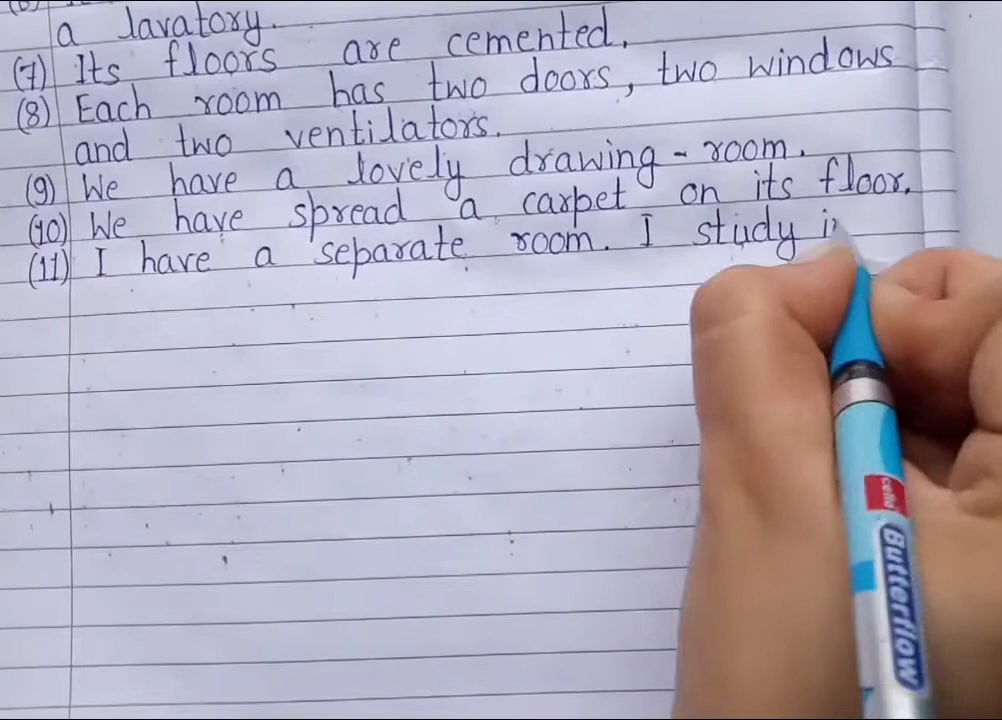 a lavatory.
(7) Its floors are cemented.
(8) Each room has two doors, two windows
and two ventilators.
(9) We have a lovely drawing-room.
(10) We have spread a carpet on its floor.
(11) I have a separate room. I study i
cello
Butterflow